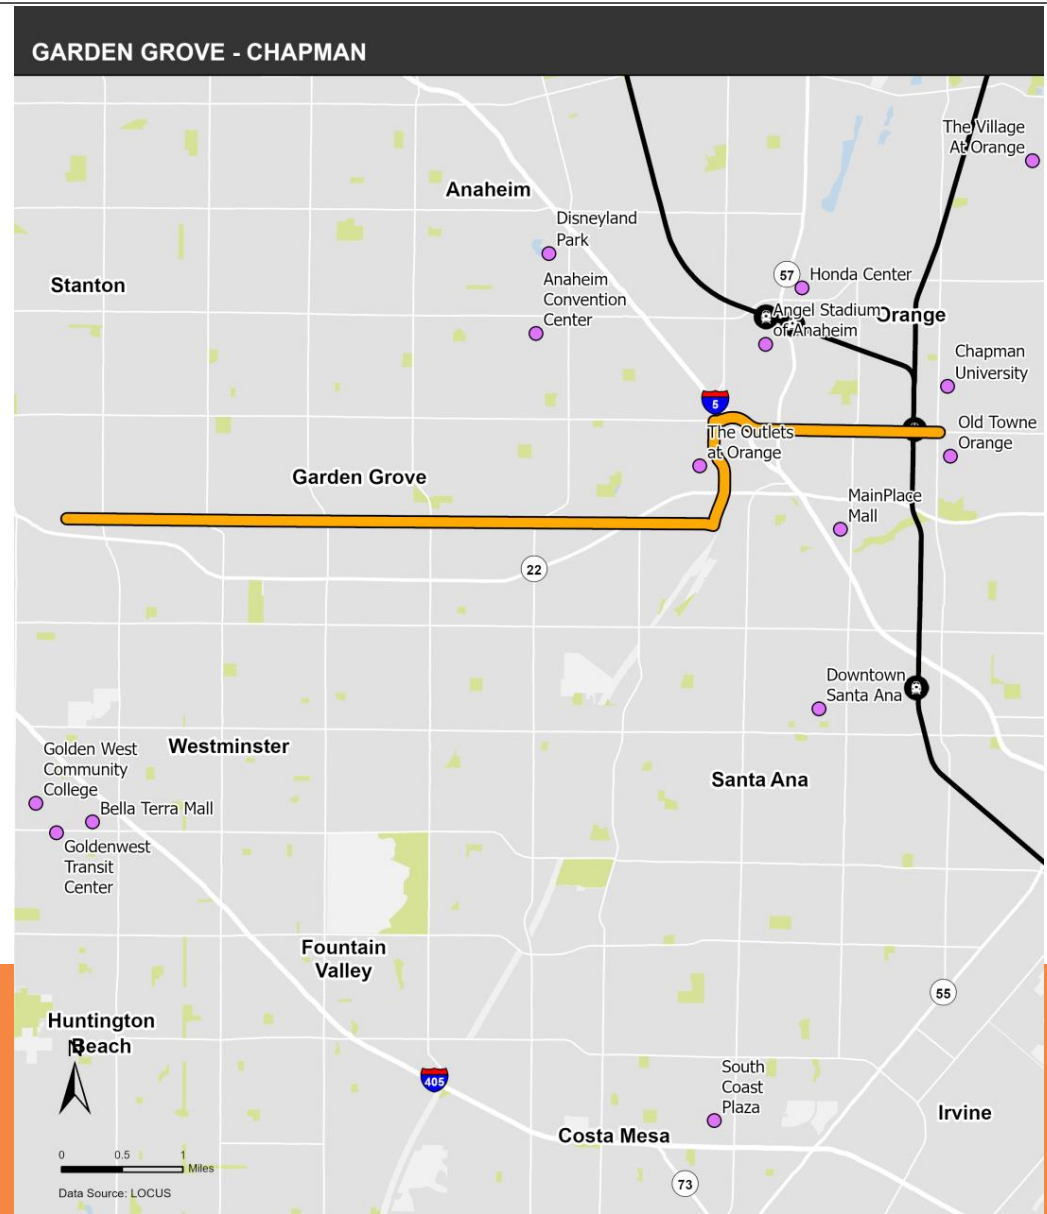 GARDEN GROVE - CHAPMAN
The Village
At Orange
Anaheim
Disneyland
Park
Stanton
57
Honda Center
Anaheim
Convention
Center
Angel Stadium
of Anaheim
Orange
Chapman
University
5
The Outlets
at Orange
Old Towne
Orange
Garden Grove
MainPlace
Mall
22
Downtown
Santa Ana
Westminster
Golden West
Community
College
Santa Ana
Bella Terra Mall
Goldenwest
Transit
Center
Fountain
Valley
55
Huntington
Beach
N
405
South
Coast
Plaza
Irvine
Costa Mesa
0 0.5 1
Miles
73
Data Source: LOCUS